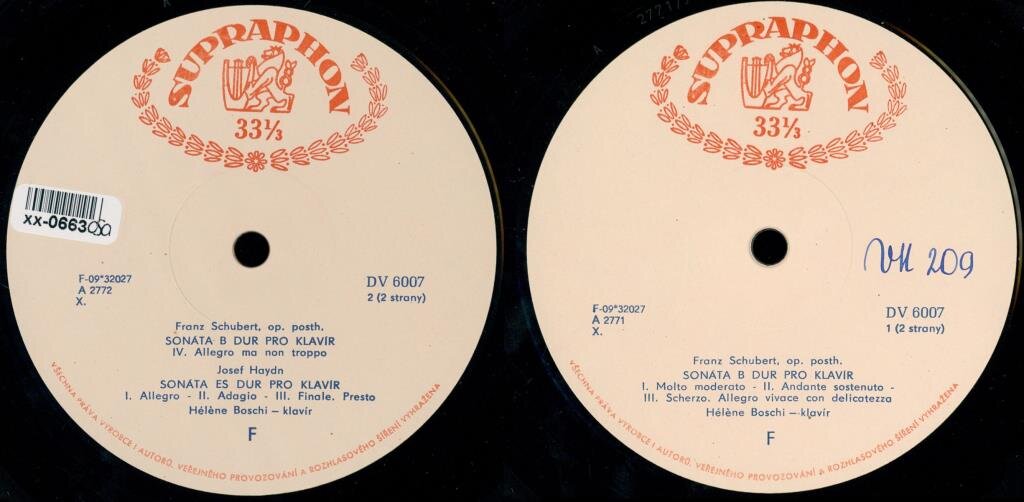 SUPRAPHON
33⅓
xx-0663
F-09*32027
A 2772
X.
DV 6007
2 (2 strany)
Franz Schubert, op. posth.
SONÁTA B DUR PRO KLAVÍR
IV. Allegro ma non troppo
Josef Haydn
SONÁTA ES DUR PRO KLAVÍR
I. Allegro - II. Adagio - III. Finale. Presto
Hélène Boschi – klavír
F
VŠECHNA PRÁVA VÝROBCE I AUTORŮ, VEŘEJNÉHO PROVOZOVÁNÍ A ROZHLASOVÉHO ŠÍŘENÍ VYHRAŽENA
SUPRAPHON
33⅓
VH 209
F-09*32027
A 2771
X.
DV 6007
1 (2 strany)
Franz Schubert, op. posth.
SONÁTA B DUR PRO KLAVÍR
I. Molto moderato - II. Andante sostenuto -
III. Scherzo. Allegro vivace con delicatezza
Hélène Boschi – klavír
F
VŠECHNA PRÁVA VÝROBCE I AUTORŮ, VEŘEJNÉHO PROVOZOVÁNÍ A ROZHLASOVÉHO ŠÍŘENÍ VYHRAŽENA